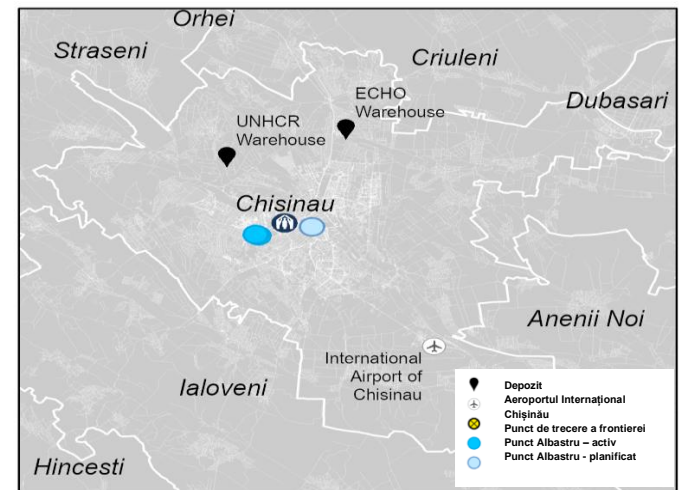 Orhei
Straseni
Criuleni
ECHO
Warehouse
Dubasari
UNHCR
Warehouse
Chisinau
Anenii Noi
International
Airport of
Chisinau
Ialoveni
Hincesti
Depozit
Aeroportul Internațional
Chișinău
Punct de trecere a frontierei
Punct Albastru – activ
Punct Albastru - planificat